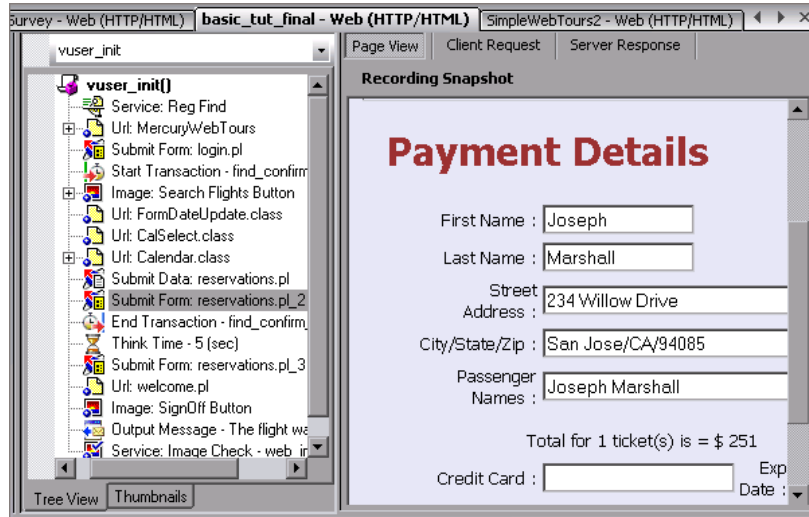 Survey - Web (HTTP/HTML) basic_tut_final - Web (HTTP/HTML) SimpleWebTours2 - Web (HTTP/HTML)
vuser_init
Page View Client Request Server Response
Recording Snapshot
vuser_init()
Service: Reg Find
Url: MercuryWebTours
Submit Form: login.pl
Start Transaction - find_confirm
Image: Search Flights Button
Url: FormDateUpdate.class
Url: CalSelect.class
Url: Calendar.class
Submit Data: reservations.pl
Submit Form: reservations.pl_2
End Transaction - find_confirm_
Think Time - 5 (sec)
Submit Form: reservations.pl_3
Url: welcome.pl
Image: SignOff Button
Output Message - The flight wa
Service: Image Check - web_ir
Tree View Thumbnails
Payment Details
First Name : Joseph
Last Name : Marshall
Street
Address : 234 Willow Drive
City/State/Zip : San Jose/CA/94085
Passenger
Names : Joseph Marshall
Total for 1 ticket(s) is = $ 251
Credit Card : Exp
Date :